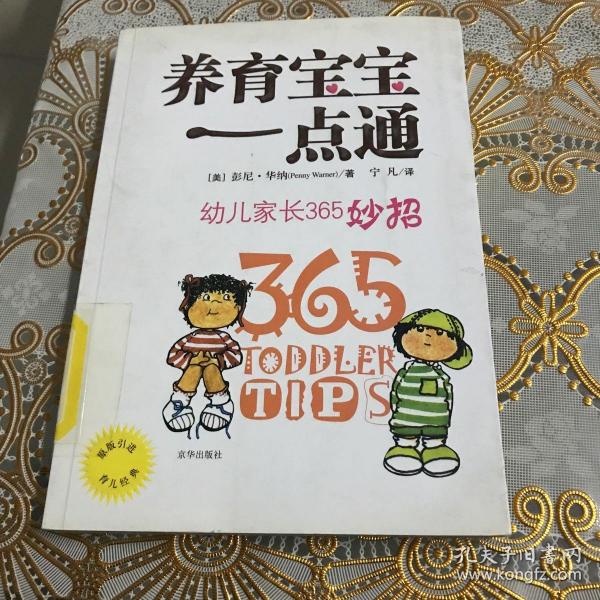 养育宝宝
一点通
[美] 彭尼·华纳(Penny Warner)/著 宁 凡/译
幼儿家长365妙招
365
TODDLER
TIPS
原版引进
育儿经典
京华出版社
孔夫子旧书网
www.kongfz.com